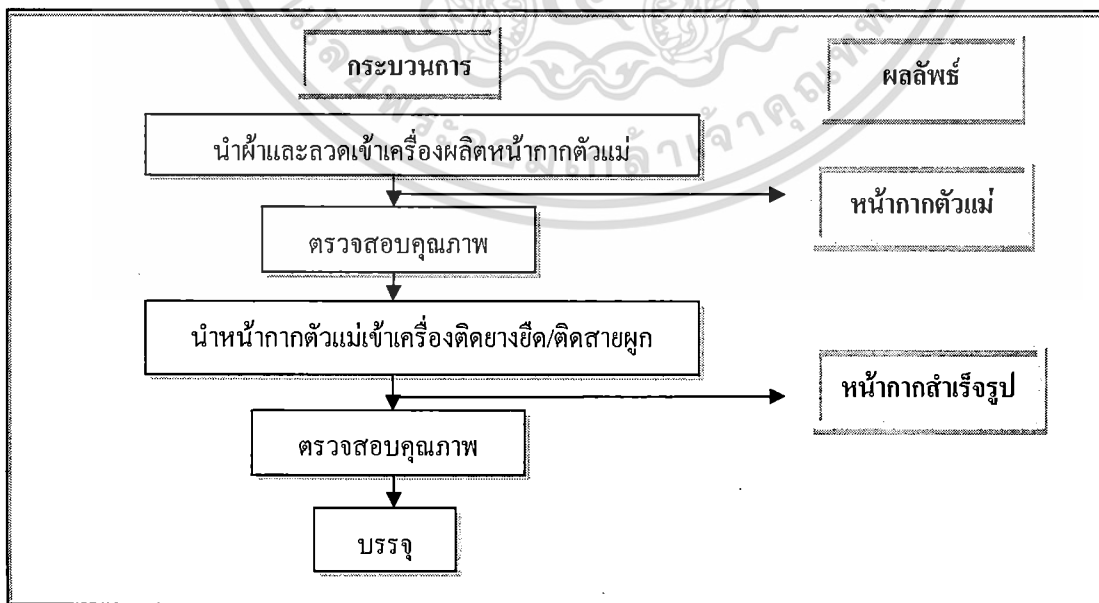 กระบวนการ
ผลลัพธ์
นำผ้าและลวดเข้าเครื่องผลิตหน้ากากตัวแม่
หน้ากากตัวแม่
ตรวจสอบคุณภาพ
นำหน้ากากตัวแม่เข้าเครื่องติดยางยืด/ติดสายผูก
หน้ากากสำเร็จรูป
ตรวจสอบคุณภาพ
บรรจุ